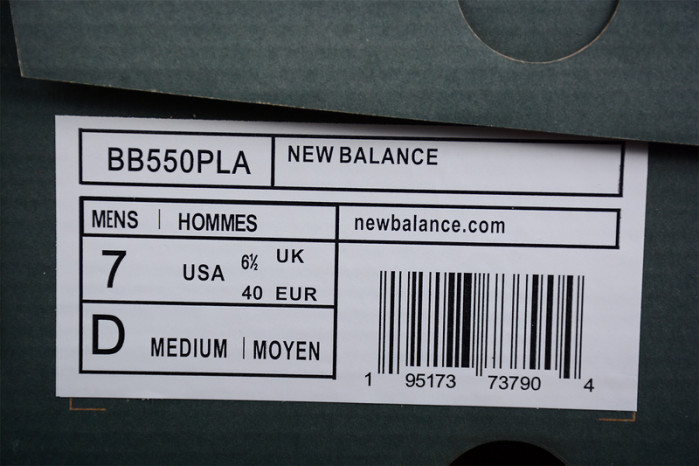 BB550PLA
NEW BALANCE
MENS | HOMMES
newbalance.com
7 USA 6½ UK
40 EUR
D MEDIUM | MOYEN
1 95173 73790 4